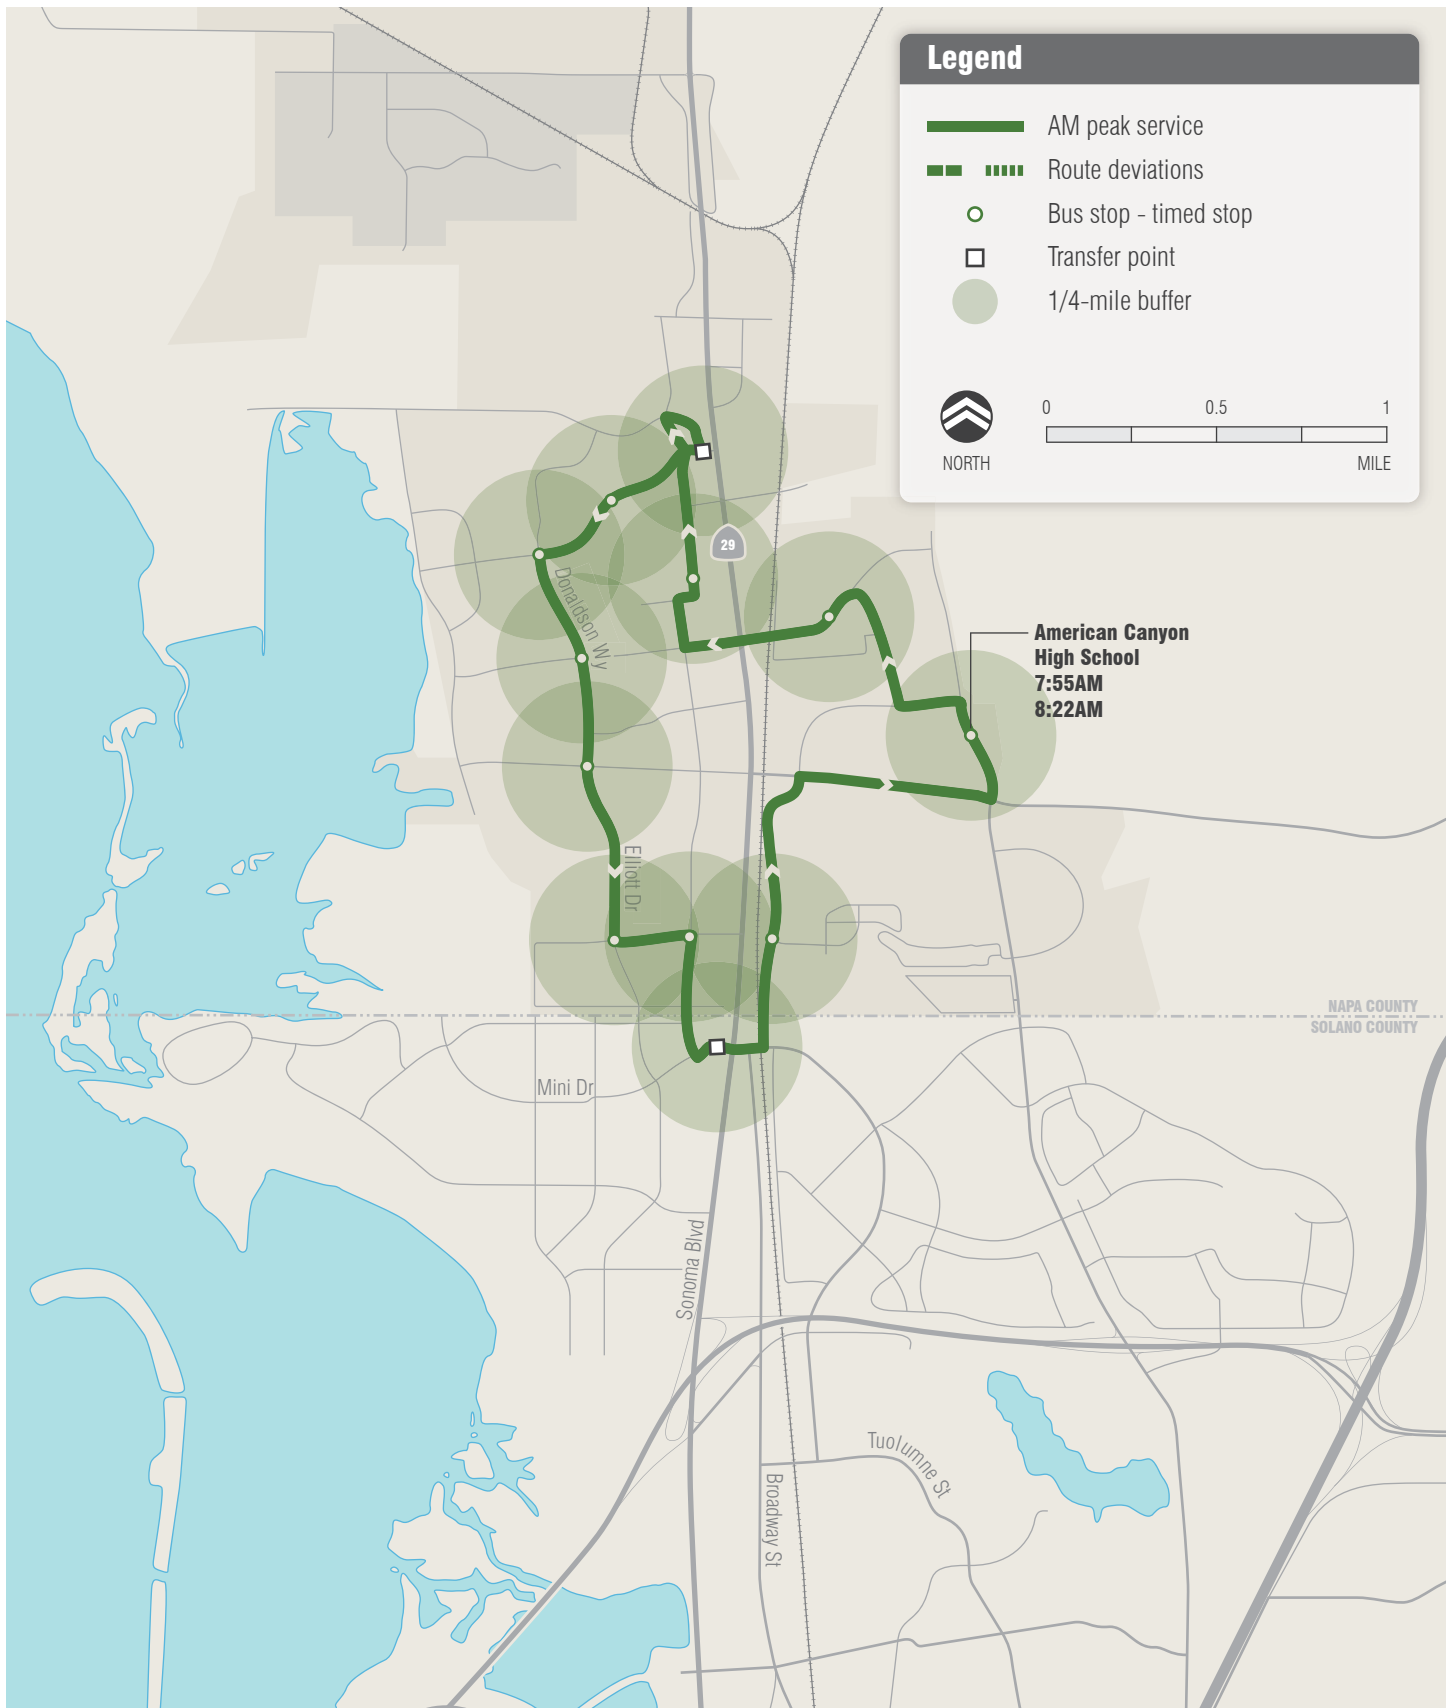 Legend
AM peak service
Route deviations
Bus stop - timed stop
Transfer point
1/4-mile buffer
0 0.5 1
NORTH
MILE
29
Donaldson Wy
American Canyon
High School
7:55AM
8:22AM
Elliott Dr
NAPA COUNTY
SOLANO COUNTY
Mini Dr
Sonoma Blvd
Tuolumne St
Broadway St